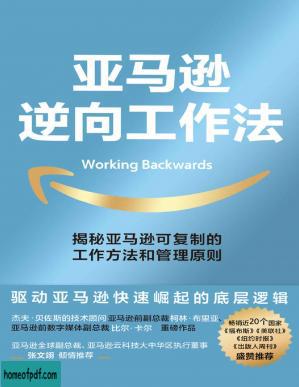 亚马逊
逆向工作法
Working Backwards
揭秘亚马逊可复制的
工作方法和管理原则
驱动亚马逊快速崛起的底层逻辑
杰夫·贝佐斯的技术顾问 亚马逊前副总裁 柯林·布里亚、
亚马逊前数字媒体副总裁 比尔·卡尔 重磅作品
亚马逊全球副总裁、亚马逊云科技大中华区执行董事
张文翊 倾情推荐
畅销近20个国家
《福布斯》《美联社》
《纽约时报》
《出版人周刊》
盛赞推荐
homeofpdf.com